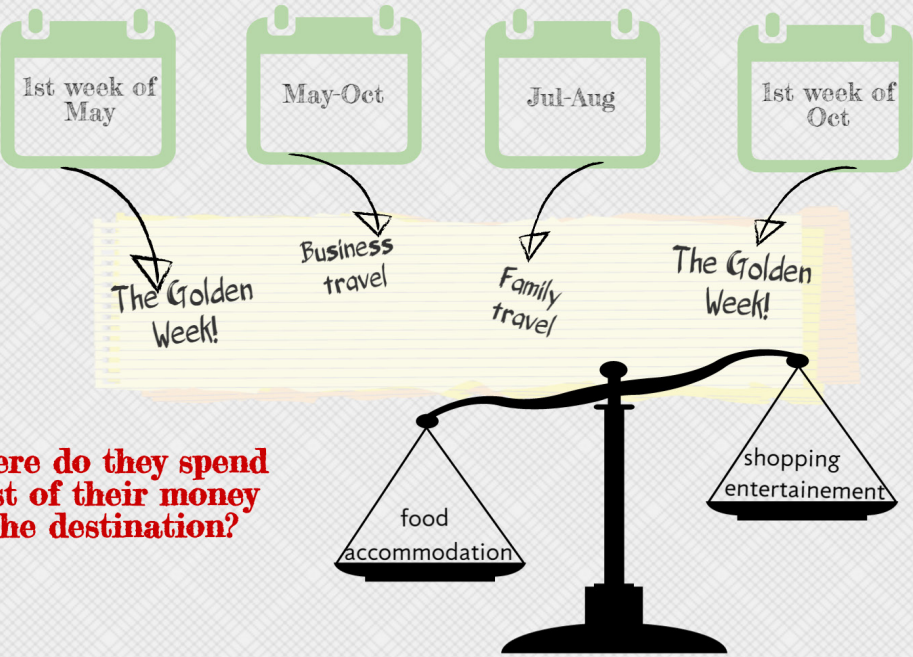 1st week of
May
May-Oct
Jul-Aug
1st week of
Oct
The Golden
Week!
Business
travel
Family
travel
The Golden
Week!
ere do they spend
st of their money
he destination?
food
accommodation
shopping
entertainement